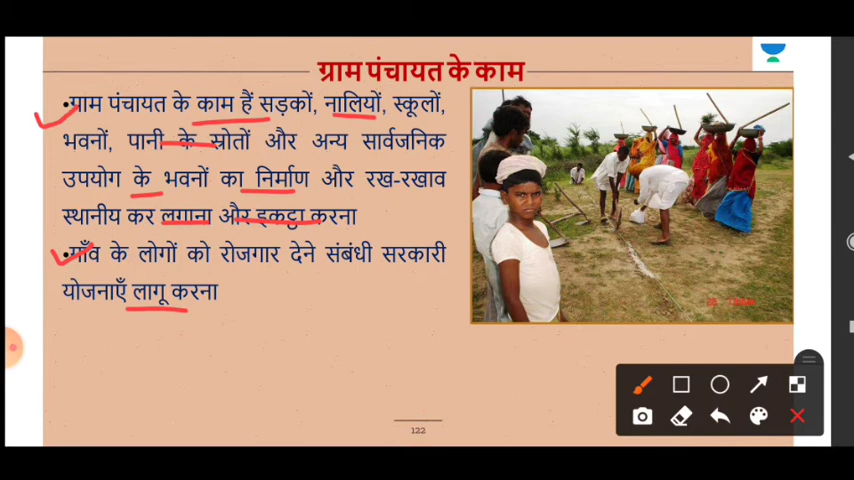 ग्राम पंचायत के काम
•ग्राम पंचायत के काम हैं सड़कों, नालियों, स्कूलों,
भवनों, पानी के स्रोतों और अन्य सार्वजनिक
उपयोग के भवनों का निर्माण और रख-रखाव
स्थानीय कर लगाना और इकट्ठा करना
•गाँव के लोगों को रोजगार देने संबंधी सरकारी
योजनाएँ लागू करना
122